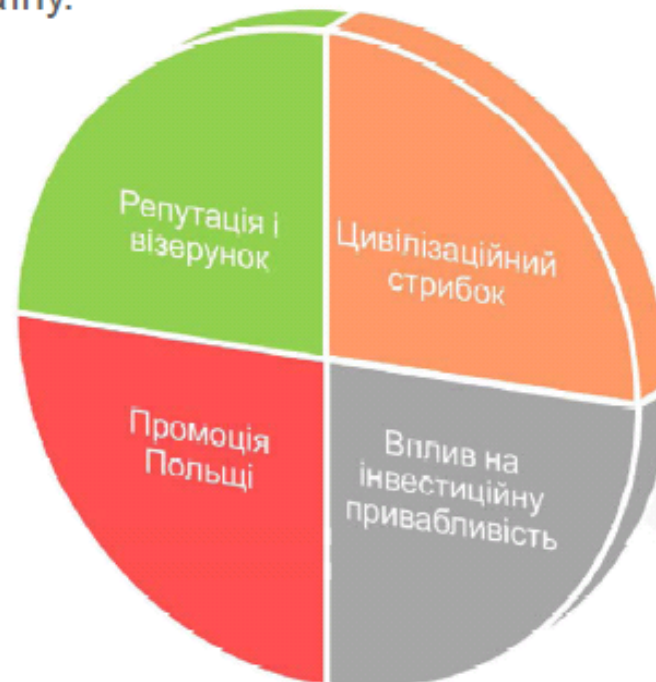 Репутація і
візерунок
Цивілізаційний
стрибок
Промоція
Польщі
Вплив на
інвестиційну
привабливість